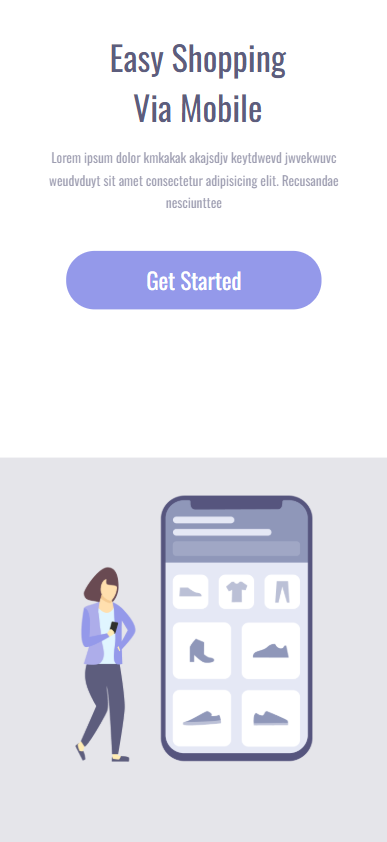 Easy Shopping
Via Mobile
Lorem ipsum dolor kmkakak akajsdjv keytdwevd jwvekwuvc
weudvduyt sit amet consectetur adipisicing elit. Recusandae
nesciunttee
Get Started